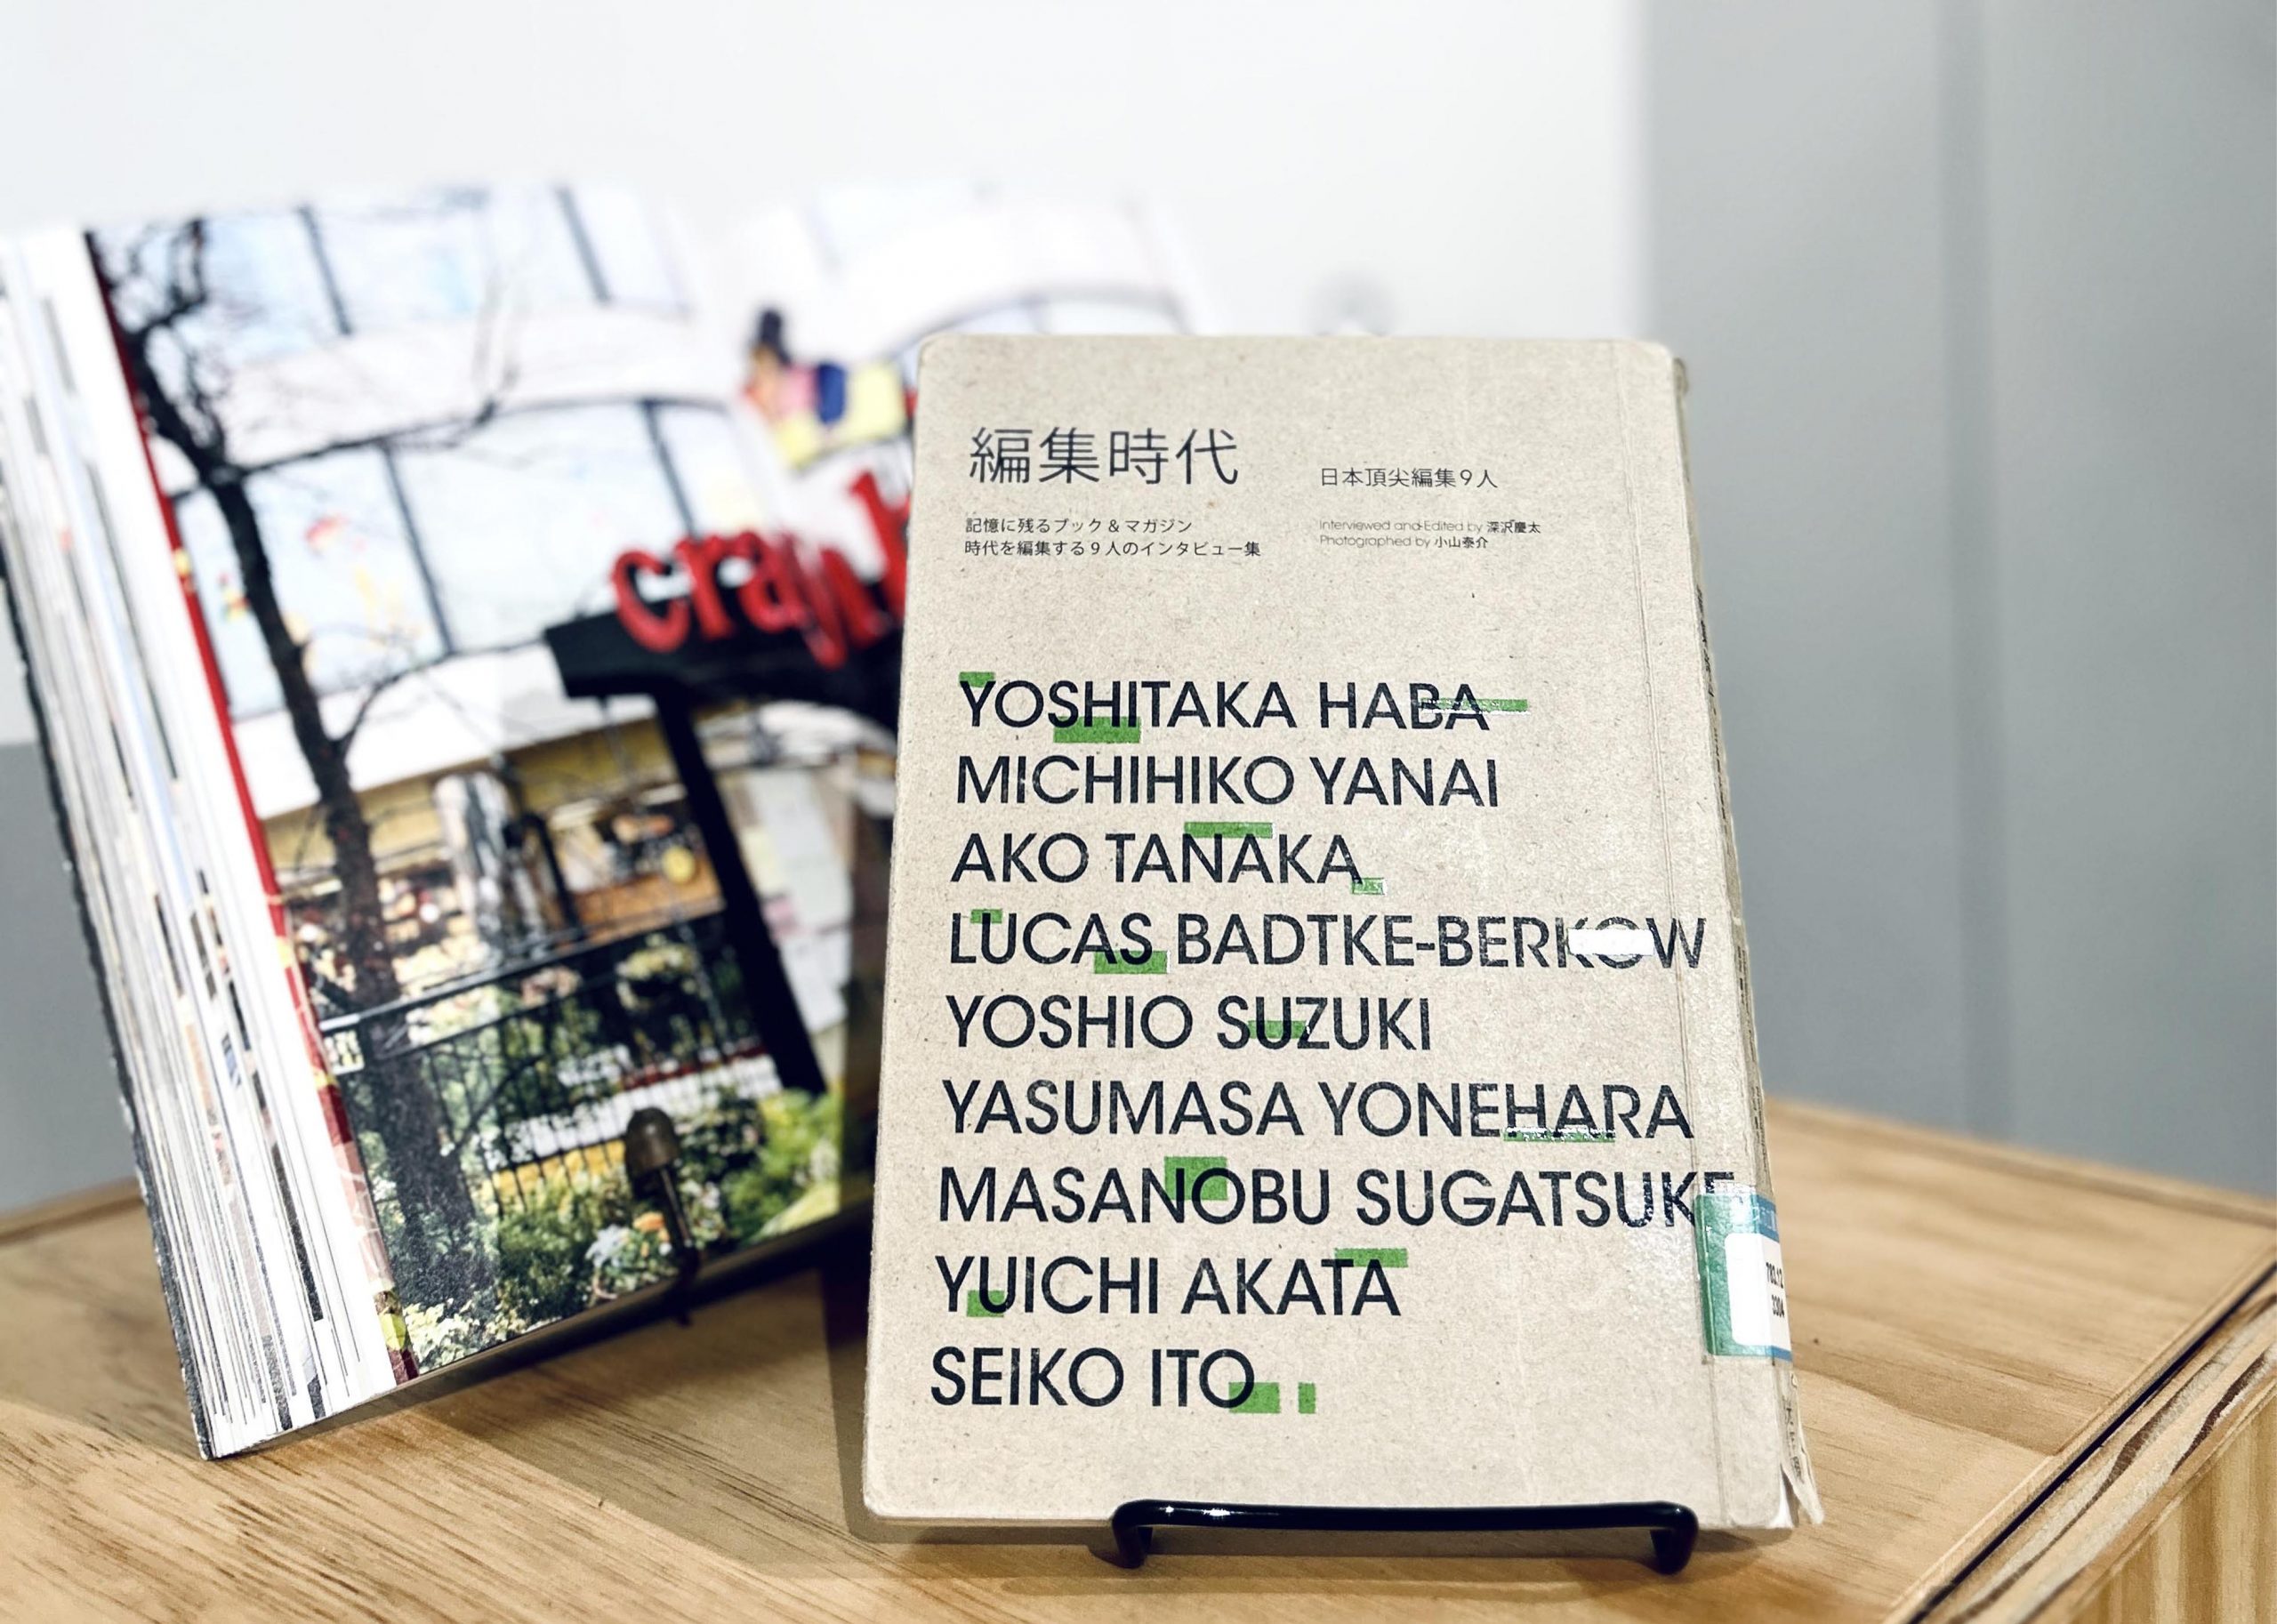 編集時代
日本頂尖編集9人
記憶に残るブック & マガジン
時代を編集する9人のインタビュー集
Interviewed and Edited by 深沢慶太
Photographed by 小山泰介
YOSHITAKA HABA
MICHIHIKO YANAI
AKO TANAKA
LUCAS BADTKE-BERKOW
YOSHIO SUZUKI
YASUMASA YONEHARA
MASANOBU SUGATSUKE
YUICHI AKATA
SEIKO ITO